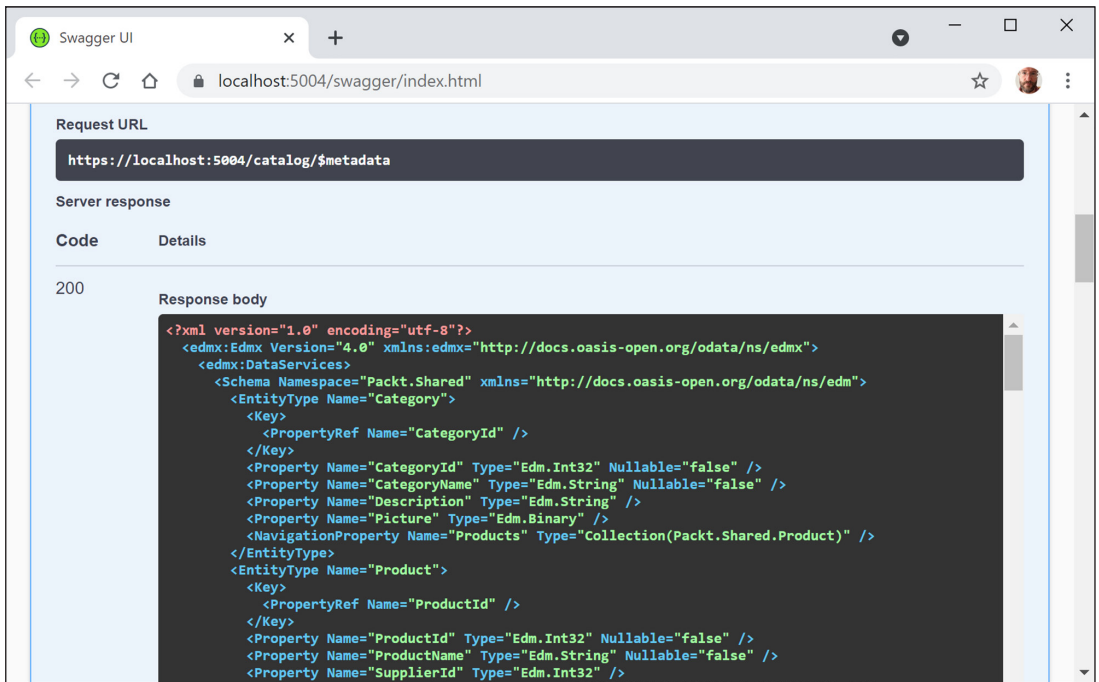 Swagger UI
localhost:5004/swagger/index.html
Request URL
https://localhost:5004/catalog/$metadata
Server response
Code Details
200
Response body
<?xml version="1.0" encoding="utf-8"?>
<edmx:Edmx Version="4.0" xmlns:edmx="http://docs.oasis-open.org/odata/ns/edmx">
<edmx:DataServices>
<Schema Namespace="Packt.Shared" xmlns="http://docs.oasis-open.org/odata/ns/edm">
<EntityType Name="Category">
<Key>
<PropertyRef Name="CategoryId" />
</Key>
<Property Name="CategoryId" Type="Edm.Int32" Nullable="false" />
<Property Name="CategoryName" Type="Edm.String" Nullable="false" />
<Property Name="Description" Type="Edm.String" />
<Property Name="Picture" Type="Edm.Binary" />
<NavigationProperty Name="Products" Type="Collection(Packt.Shared.Product)" />
</EntityType>
<EntityType Name="Product">
<Key>
<PropertyRef Name="ProductId" />
</Key>
<Property Name="ProductId" Type="Edm.Int32" Nullable="false" />
<Property Name="ProductName" Type="Edm.String" Nullable="false" />
<Property Name="SupplierId" Type="Edm.Int32" />